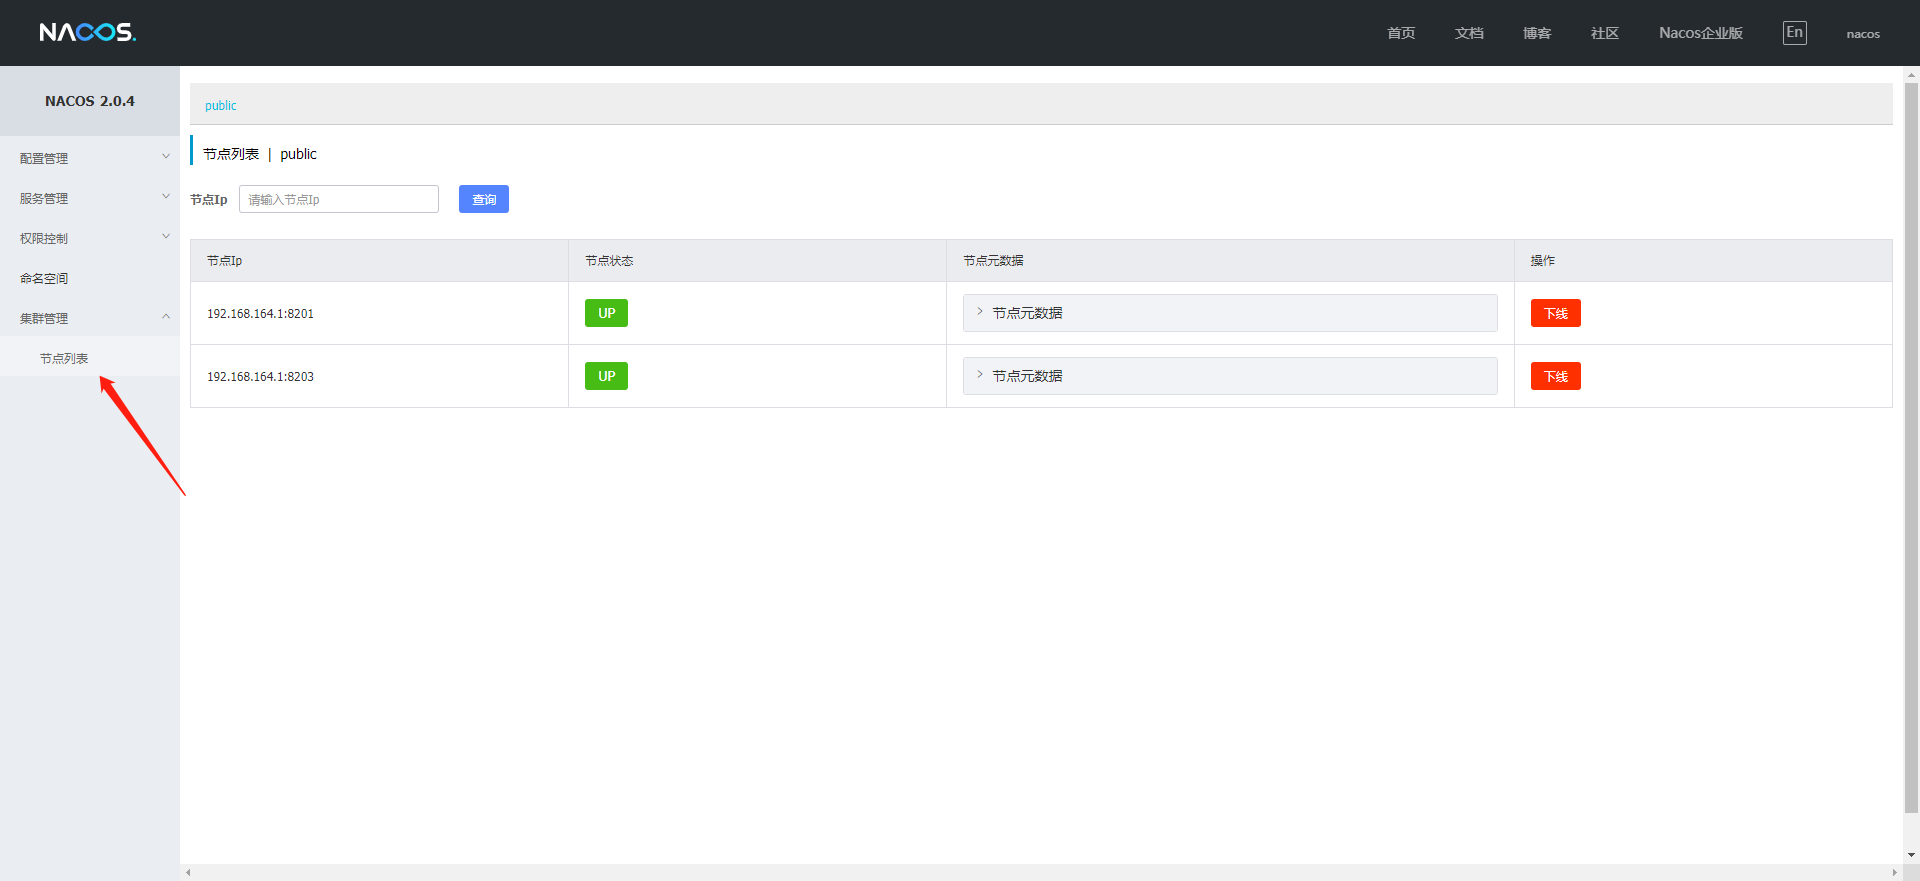 NACOS.
首页 文档 博客 社区 Nacos企业版 En nacos
NACOS 2.0.4
配置管理
服务管理
权限控制
命名空间
集群管理
节点列表
public
节点列表 | public
节点Ip 请输入节点Ip 查询
节点Ip 节点状态 节点元数据 操作
192.168.164.1:8201 UP 节点元数据 下线
192.168.164.1:8203 UP 节点元数据 下线